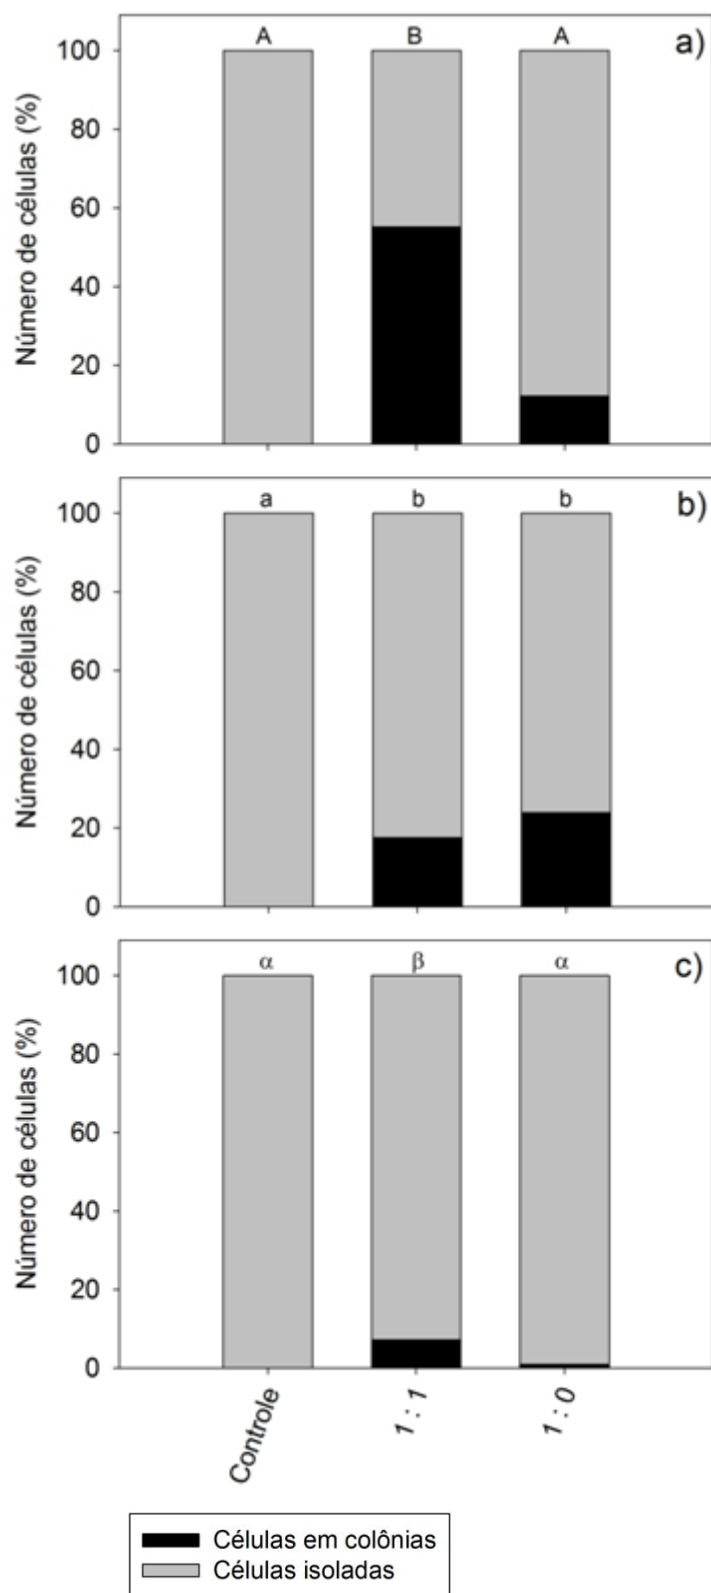 A B A a)
100
80
60
40
20
0
Número de células (%)
a b b b)
100
80
60
40
20
0
Número de células (%)
α β α c)
100
80
60
40
20
0
Número de células (%)
Controle 1 : 1 1 : 0
Células em colônias
Células isoladas